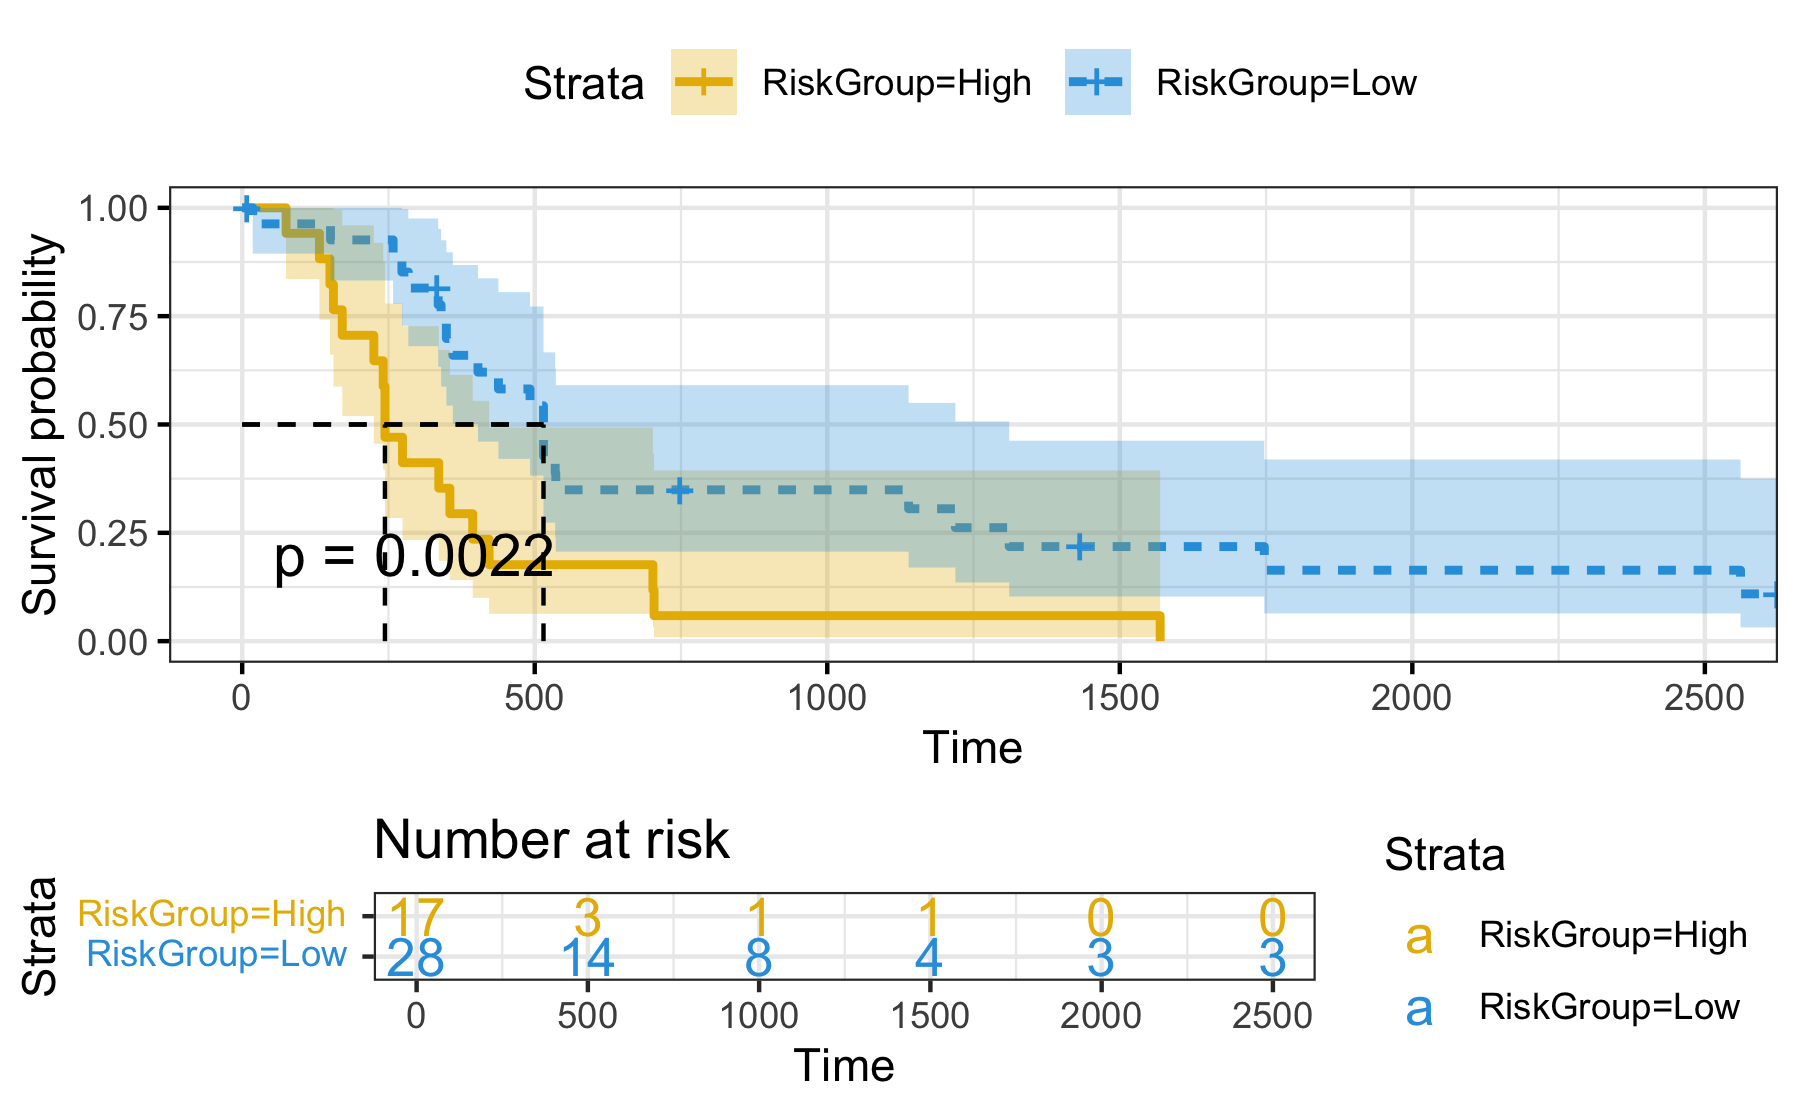 Strata RiskGroup=High RiskGroup=Low
Survival probability
1.00
0.75
0.50
0.25
0.00
p = 0.0022
0 500 1000 1500 2000 2500
Time
Number at risk
Strata
RiskGroup=High 17 3 1 1 0 0
RiskGroup=Low 28 14 8 4 3 3
0 500 1000 1500 2000 2500
Time
Strata
a RiskGroup=High
a RiskGroup=Low